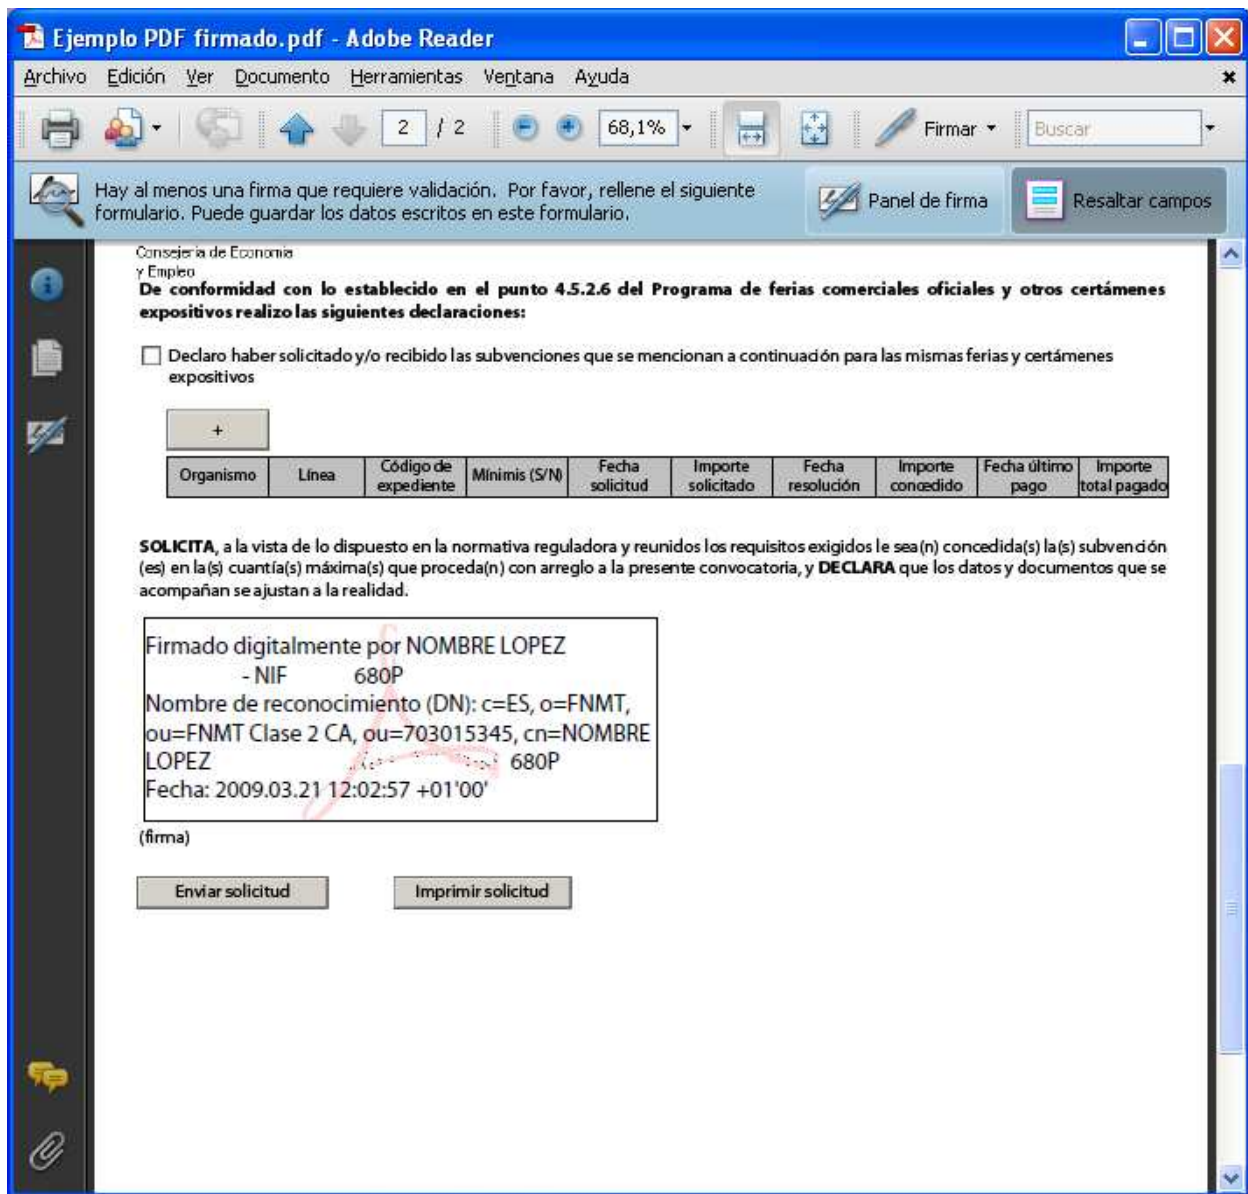 Ejemplo PDF firmado.pdf - Adobe Reader
Archivo Edición Ver Documento Herramientas Ventana Ayuda
2 / 2 68,1% Firmar Buscar
Hay al menos una firma que requiere validación. Por favor, rellene el siguiente
formulario. Puede guardar los datos escritos en este formulario.
Panel de firma
Resaltar campos
Consejería de Economía
y Empleo
De conformidad con lo establecido en el punto 4.5.2.6 del Programa de ferias comerciales oficiales y otros certámenes
expositivos realizo las siguientes declaraciones:
Declaro haber solicitado y/o recibido las subvenciones que se mencionan a continuación para las mismas ferias y certámenes
expositivos
+
Organismo Línea Código de expediente Mínimis (S/N) Fecha solicitud Importe solicitado Fecha resolución Importe concedido Fecha último pago Importe total pagado
SOLICITA, a la vista de lo dispuesto en la normativa reguladora y reunidos los requisitos exigidos le sea(n) concedida(s) la(s) subvención
(es) en la(s) cuantía(s) máxima(s) que proceda(n) con arreglo a la presente convocatoria, y DECLARA que los datos y documentos que se
acompañan se ajustan a la realidad.
Firmado digitalmente por NOMBRE LOPEZ
- NIF 680P
Nombre de reconocimiento (DN): c=ES, o=FNMT,
ou=FNMT Clase 2 CA, ou=703015345, cn=NOMBRE
LOPEZ 680P
Fecha: 2009.03.21 12:02:57 +01'00'
(firma)
Enviar solicitud
Imprimir solicitud